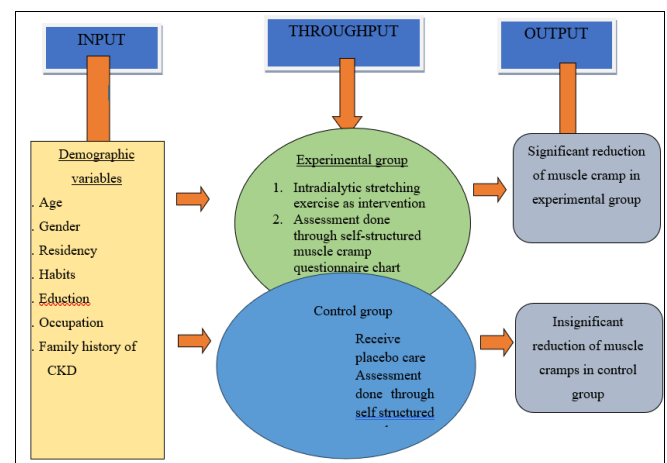 INPUT
THROUGHPUT
OUTPUT
Demographic
variables
. Age
. Gender
. Residency
. Habits
. Eduction
. Occupation
. Family history of
CKD
Experimental group
1. Intradialytic stretching
exercise as intervention
2. Assessment done
through self-structured
muscle cramp
questionnaire chart
Control group
Receive
placebo care
Assessment
done through
self structured
Significant reduction
of muscle cramp in
experimental group
Insignificant
reduction of muscle
cramps in control
group